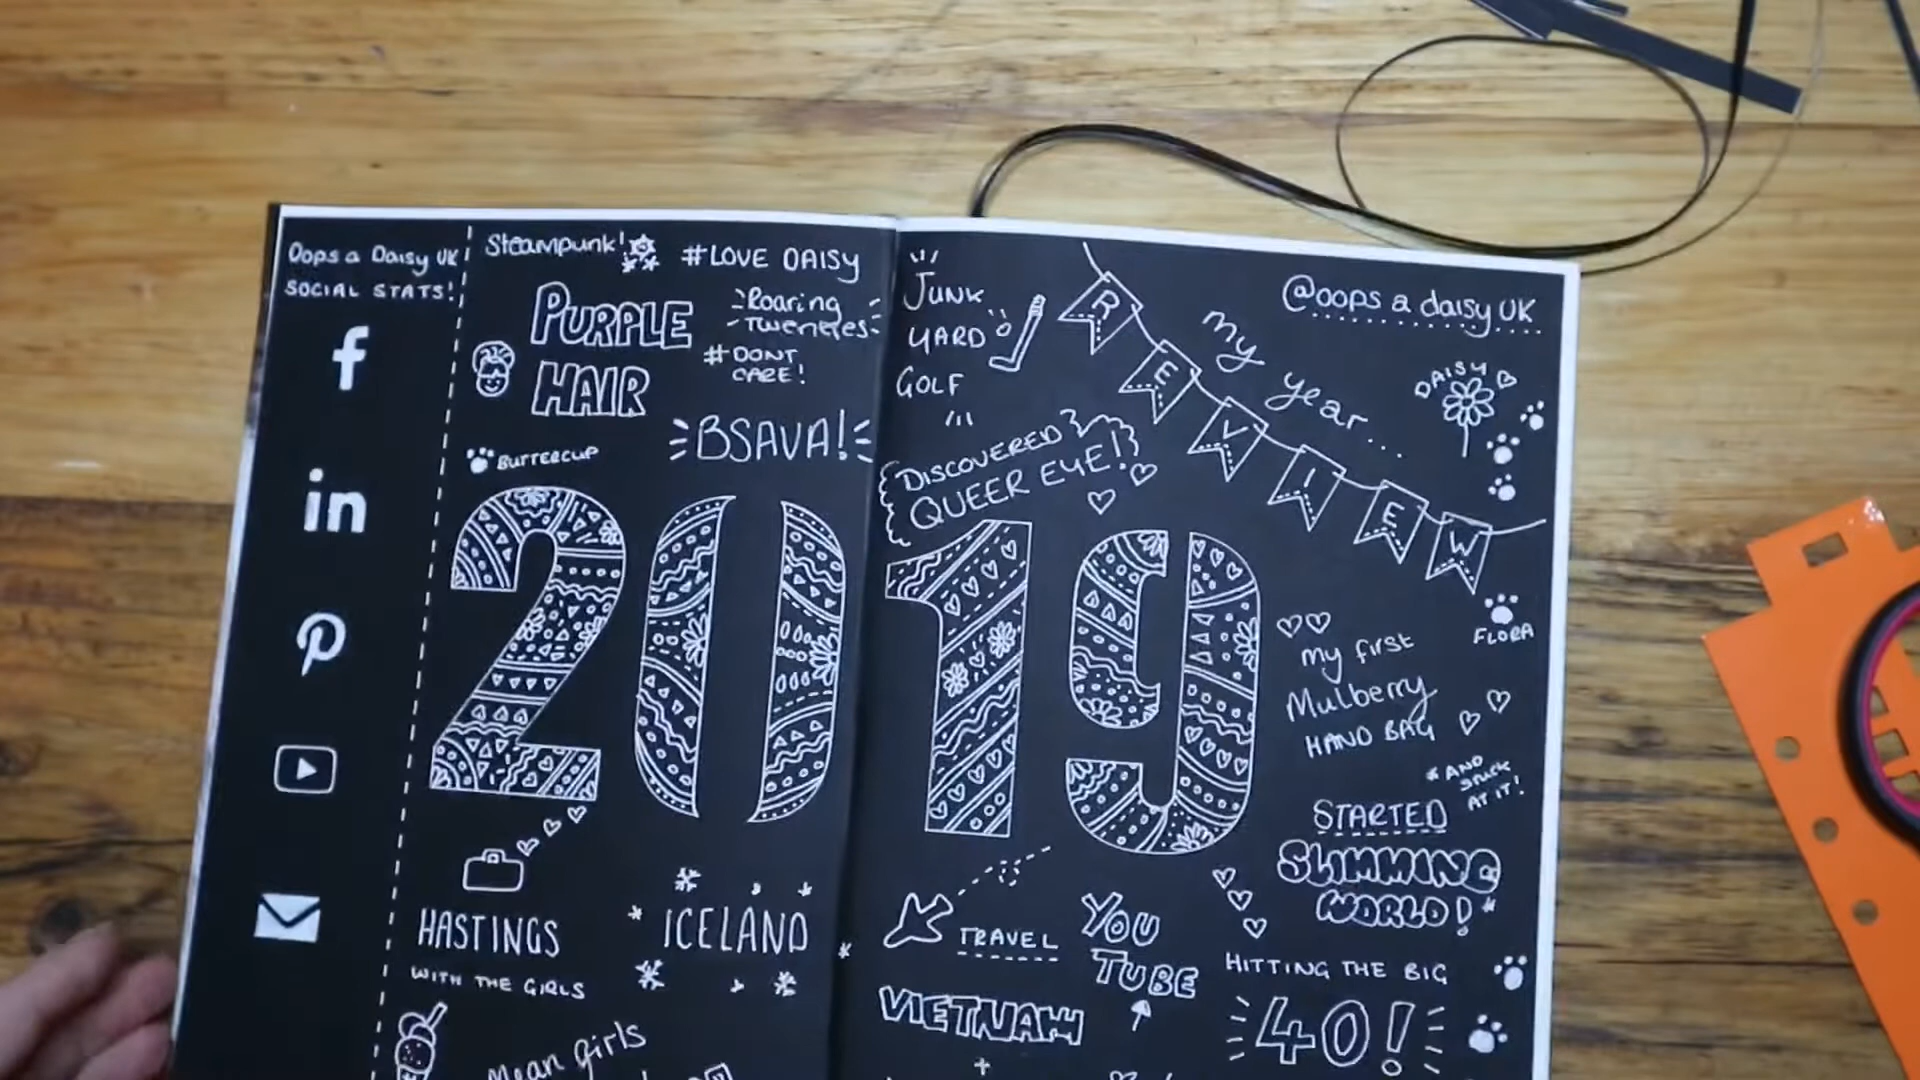 Oops a Daisy UK
SOCIAL STATS!
f
in
Steampunk!
#LOVE DAISY
PURPLE
HAIR
Roaring
Twenties
#DONT
CARE!
BSAVA!
BUTTERCUP
JUNK
YARD
GOLF
REVIEW
my
year...
@oops a daisy UK
DAISY
DISCOVERED
QUEER EYE!
2019
FLORA
my first
Mulberry
HAND BAG
* AND
STUCK
AT IT!
STARTED
SLIMMING
WORLD!*
HASTINGS
WITH THE GIRLS
ICELAND
TRAVEL
YOU
TUBE
VIETNAM
+
HITTING THE BIG
40!
Mean girls